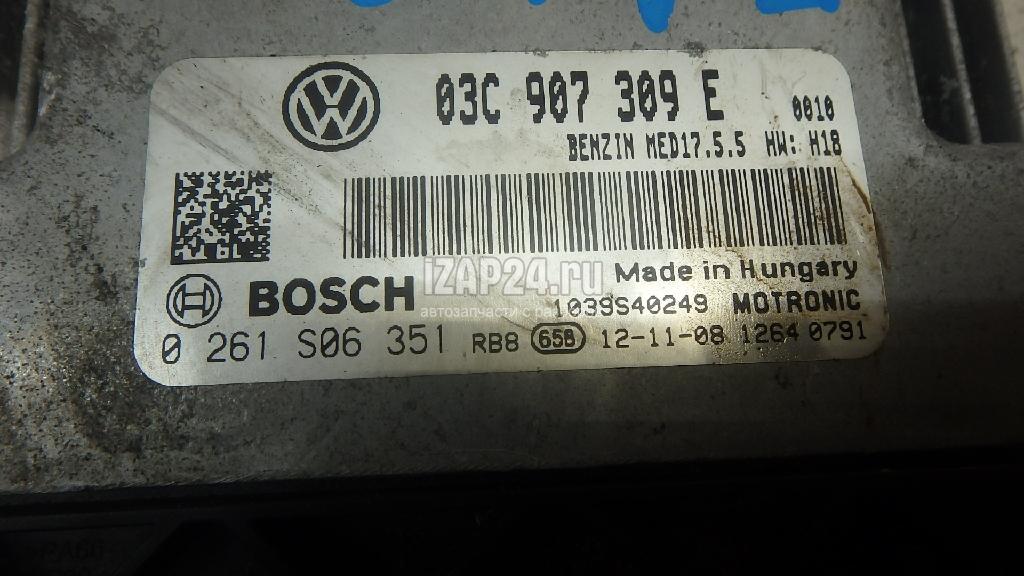 03C 907 309 E 0010
BENZIN MED17.5.5 HW: H18
iZAP24.ru
Made in Hungary
BOSCH
1039S40249 MOTRONIC
0 261 S06 351 RB8 658 12-11-08 1264 0791